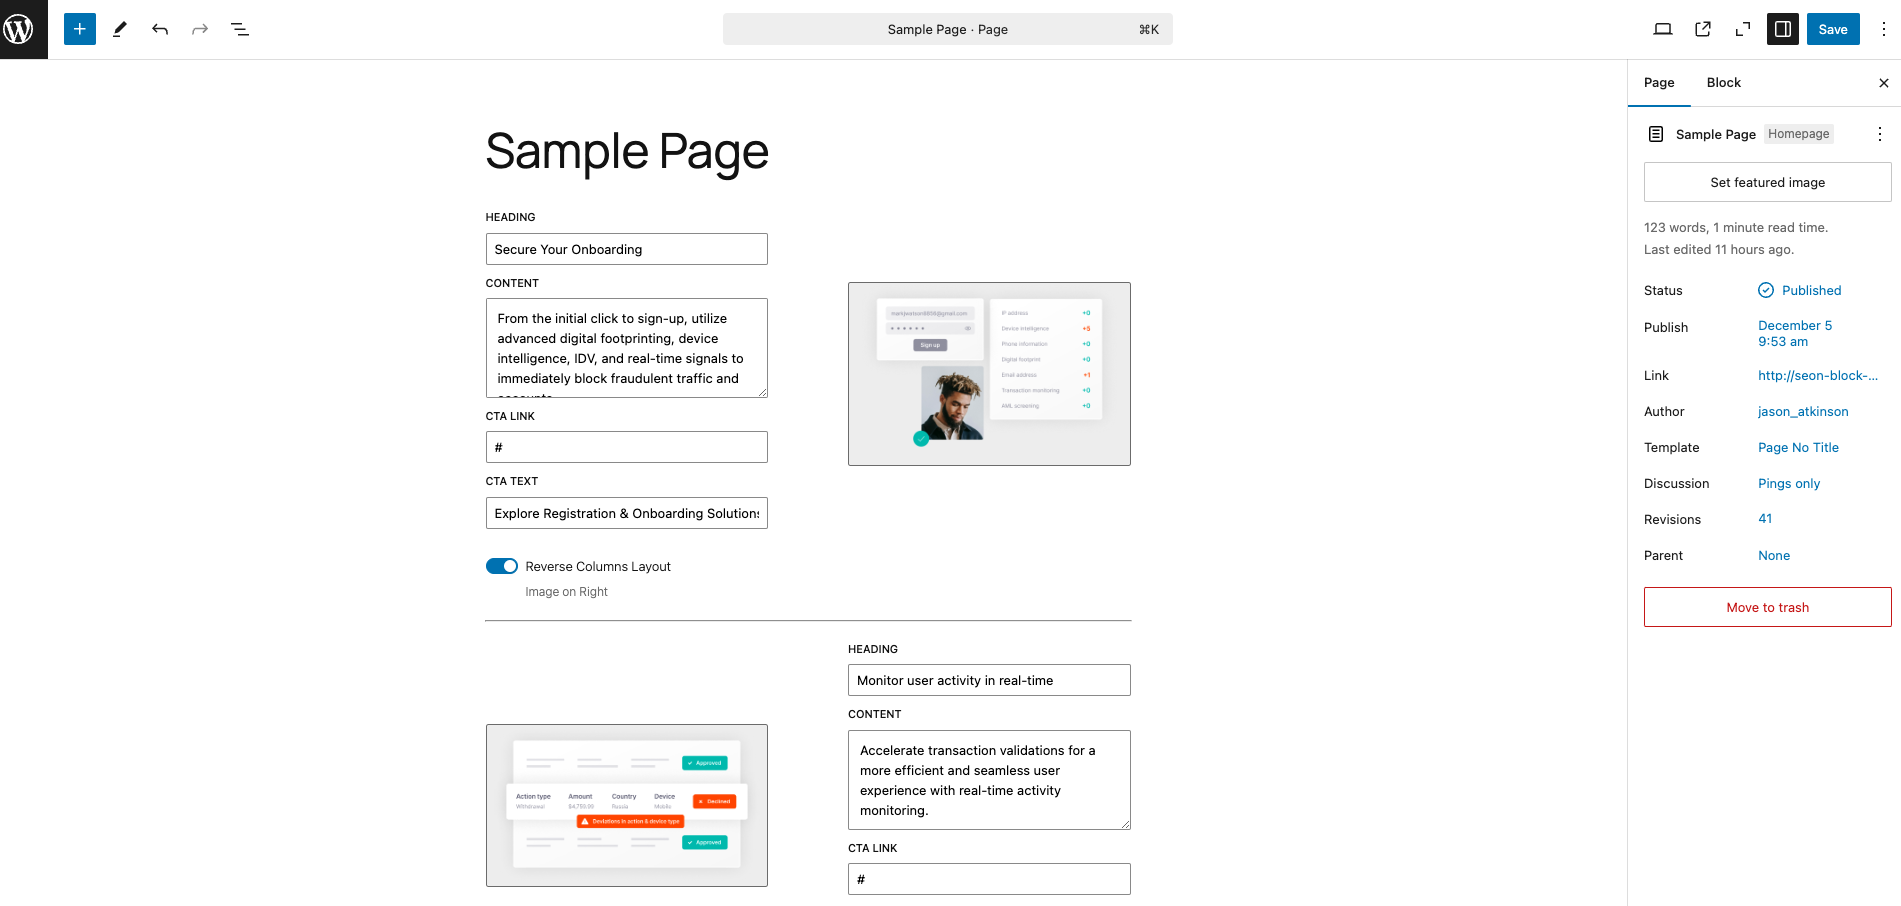 Sample Page · Page ⌘K
Save
Page Block
Sample Page Homepage
Set featured image
123 words, 1 minute read time.
Last edited 11 hours ago.
Status Published
Publish December 5
9:53 am
Link http://seon-block-...
Author jason_atkinson
Template Page No Title
Discussion Pings only
Revisions 41
Parent None
Move to trash
Sample Page
HEADING
Secure Your Onboarding
CONTENT
From the initial click to sign-up, utilize
advanced digital footprinting, device
intelligence, IDV, and real-time signals to
immediately block fraudulent traffic and
accounts
CTA LINK
#
CTA TEXT
Explore Registration & Onboarding Solutions
Reverse Columns Layout
Image on Right
Sign up
IP address +0
Device intelligence +5
Phone information +0
Digital footprint +0
Email address +1
Transaction monitoring +0
AML screening +0
Approved
Action type Amount Country Device
Withdrawal $4,759.09 Russia Mobile
Declined
Deviations in action & device type
Approved
HEADING
Monitor user activity in real-time
CONTENT
Accelerate transaction validations for a
more efficient and seamless user
experience with real-time activity
monitoring.
CTA LINK
#